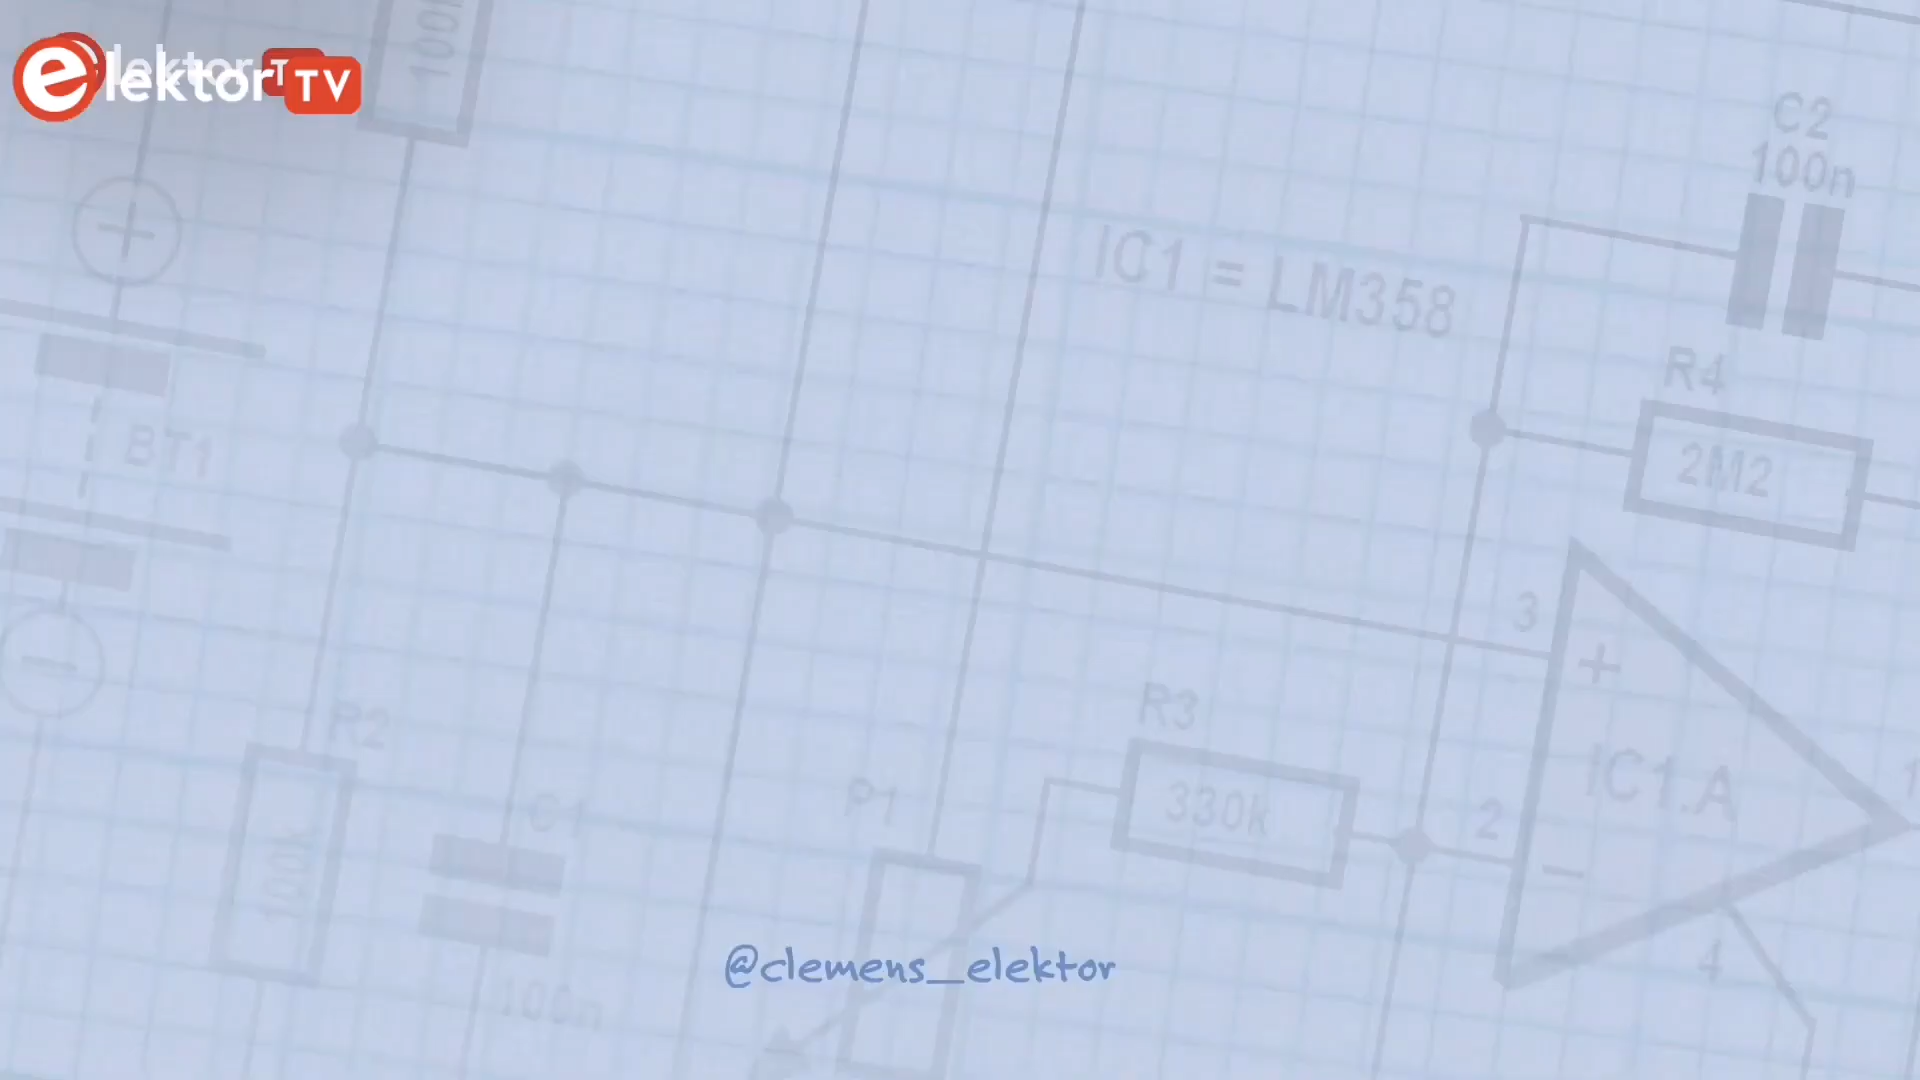 elektor TV
100k
C2
100n
IC1 = LM358
R4
2M2
BT1
3
+
R3
330k
2
IC1.A
1
R2
100k
C1
100n
P1
4
@clemens_elektor